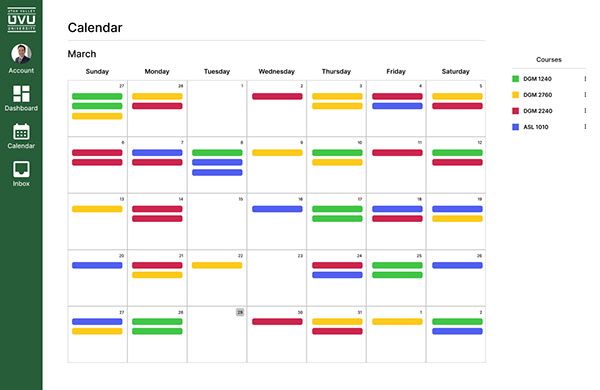 UTAH VALLEY
UVU
UNIVERSITY
Account
Dashboard
Calendar
Inbox
Calendar
March
Sunday Monday Tuesday Wednesday Thursday Friday Saturday
27 28 1 2 3 4 5
6 7 8 9 10 11 12
13 14 15 16 17 18 19
20 21 22 23 24 25 26
27 28 29 30 31 1 2
Courses
DGM 1240
DGM 2760
DGM 2240
ASL 1010